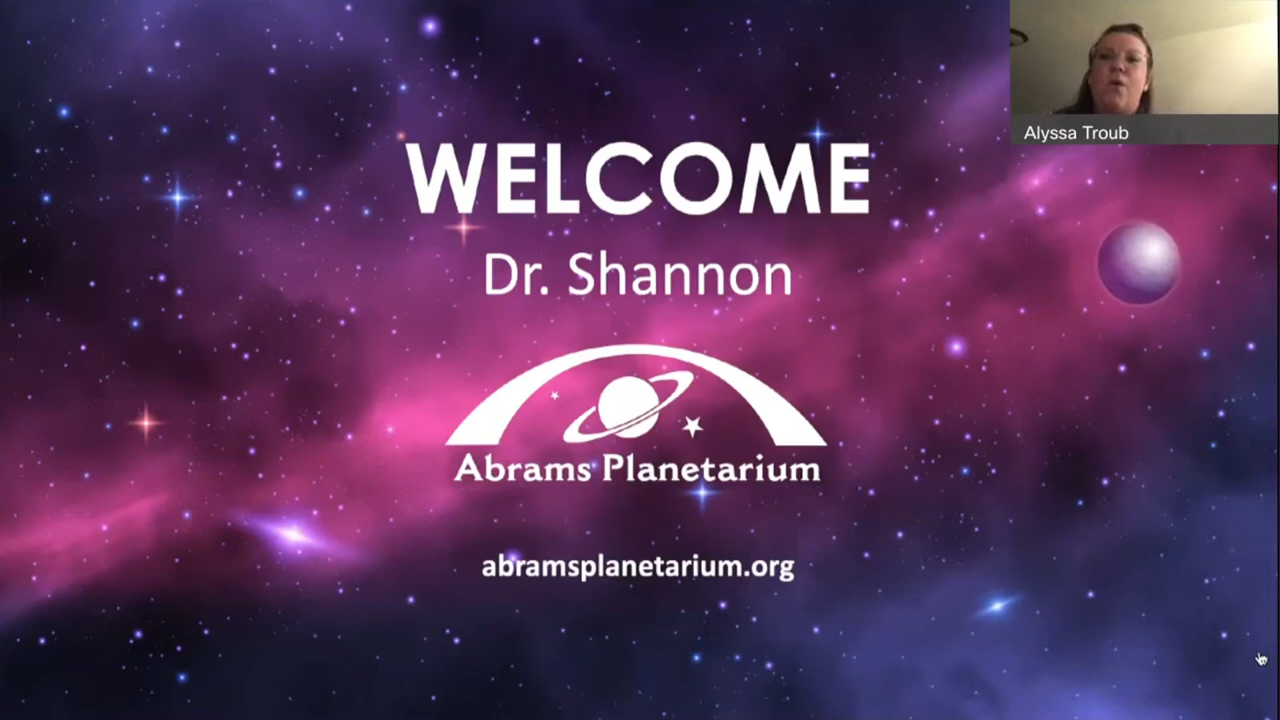 WELCOME
Dr. Shannon
Abrams Planetarium
abramsplanetarium.org
Alyssa Troub